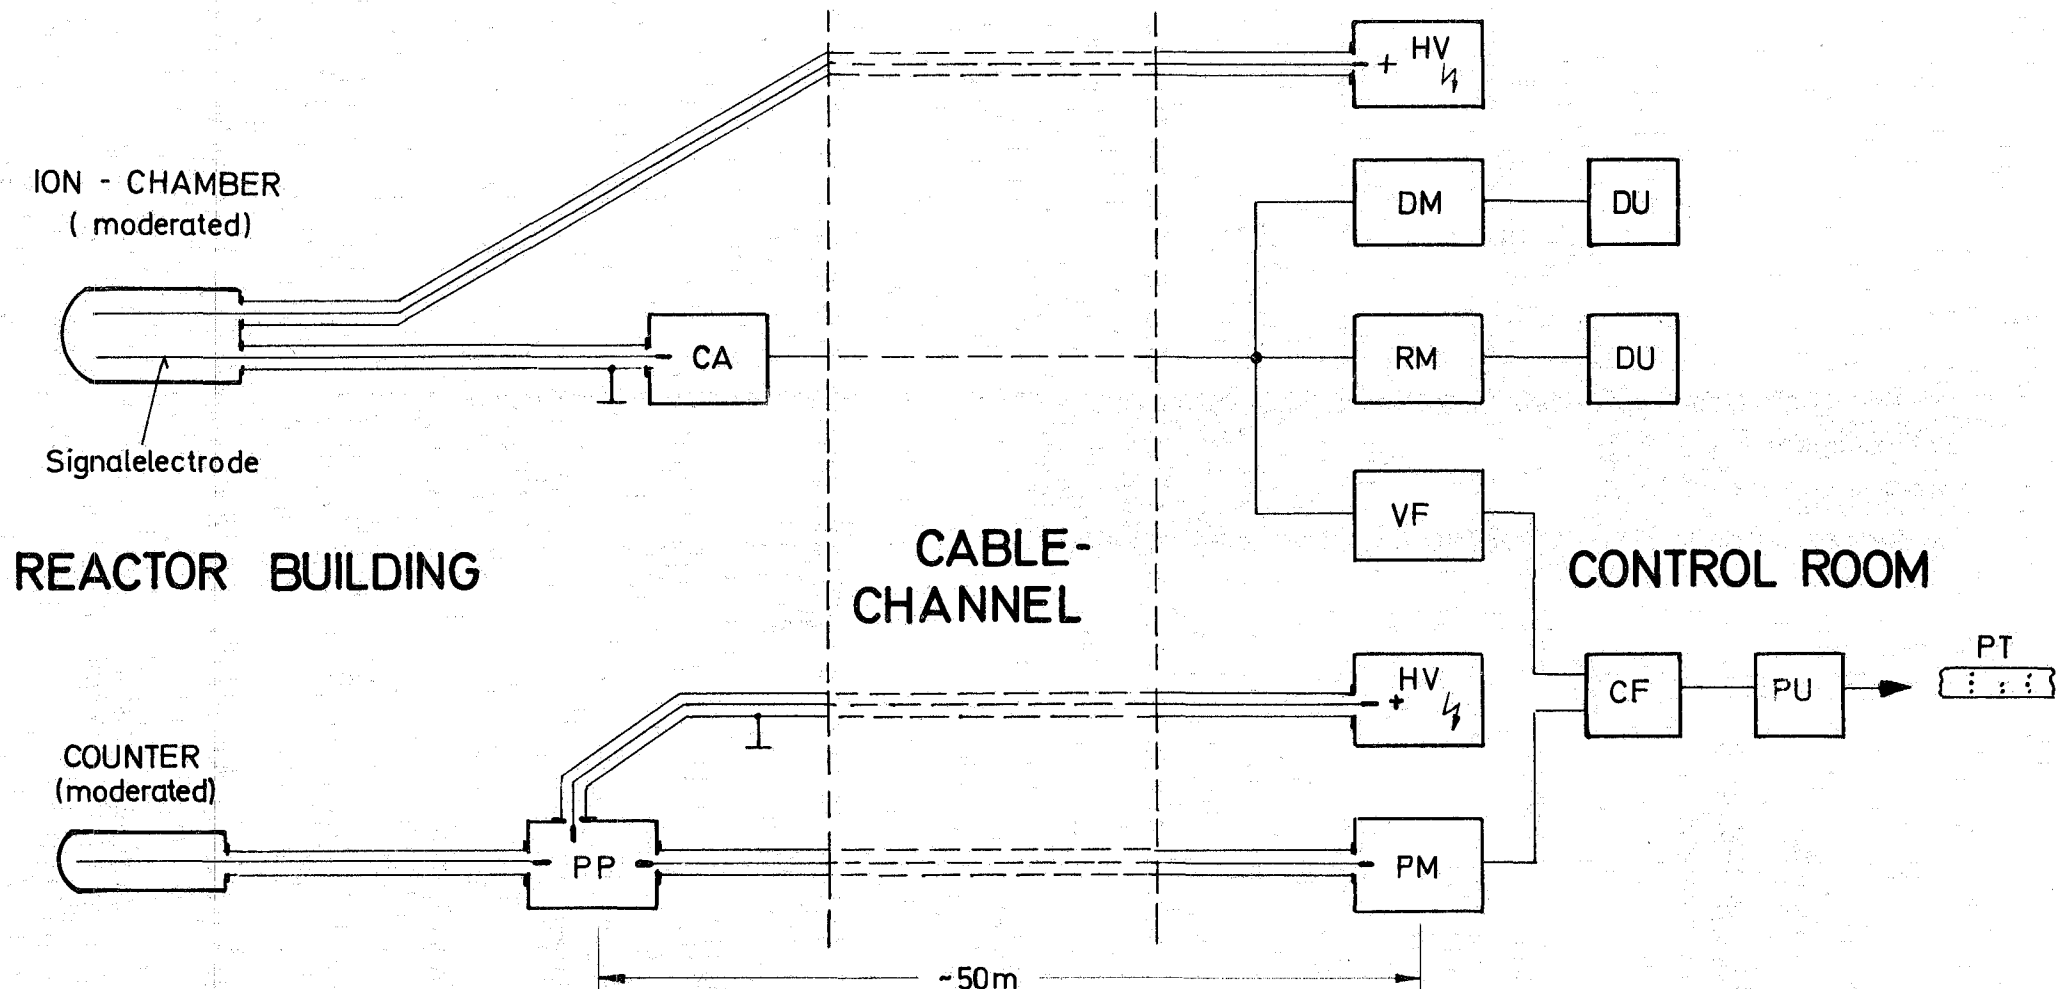 HV
+
ION - CHAMBER
( moderated)
DM
DU
CA
RM
DU
Signalelectrode
VF
REACTOR BUILDING
CABLE-
CHANNEL
CONTROL ROOM
PT
HV
+
CF
PU
COUNTER
(moderated)
PP
PM
~50m